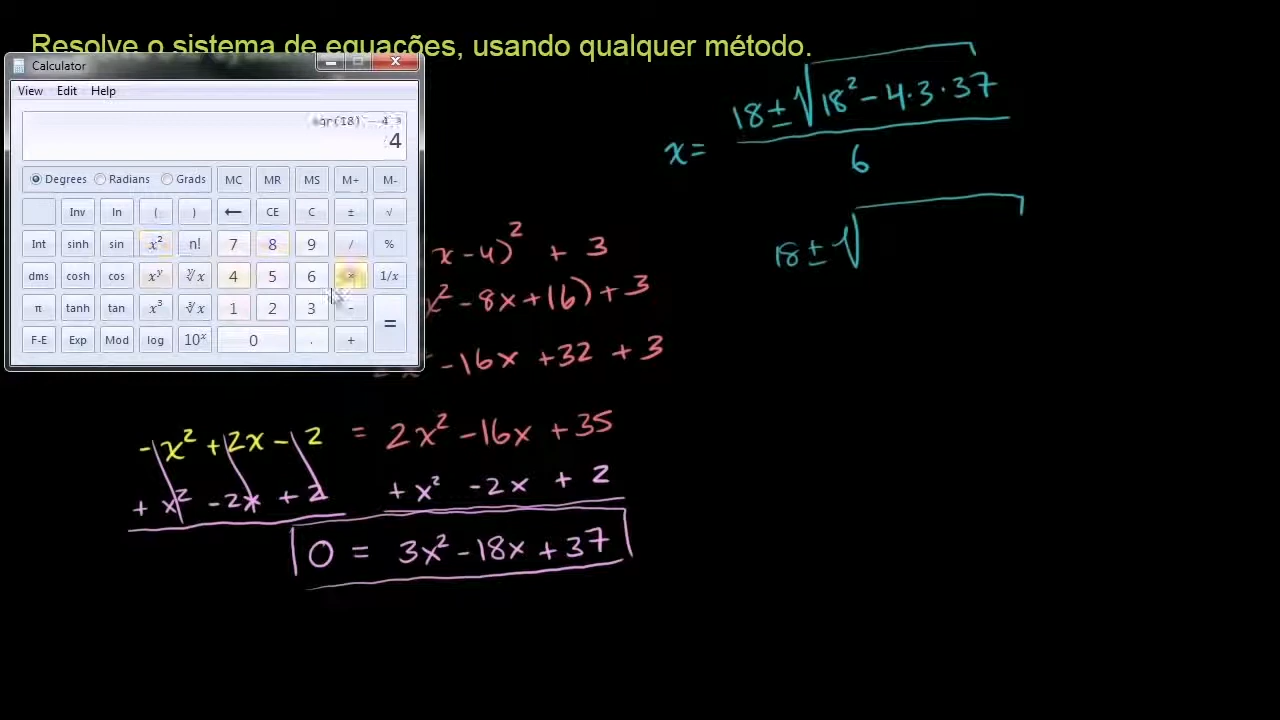 Resolve o sistema de equações, usando qualquer método.
Calculator
View Edit Help
sqr(18) - 4
4
Degrees Radians Grads MC MR MS M+ M-
Inv ln ( ) ← CE C ± √
Int sinh sin x² n! 7 8 9 / %
dms cosh cos xʸ ʸ√x 4 5 6 * 1/x
π tanh tan x³ ³√x 1 2 3 - =
F-E Exp Mod log 10ˣ 0 . +
x = (18 ± √(18² - 4·3·37)) / 6
18 ± √
x - 4)² + 3
x² - 8x + 16) + 3
- 16x + 32 + 3
-x² + 2x - 2 = 2x² - 16x + 35
+ x² - 2x + 2 + x² - 2x + 2
0 = 3x² - 18x + 37